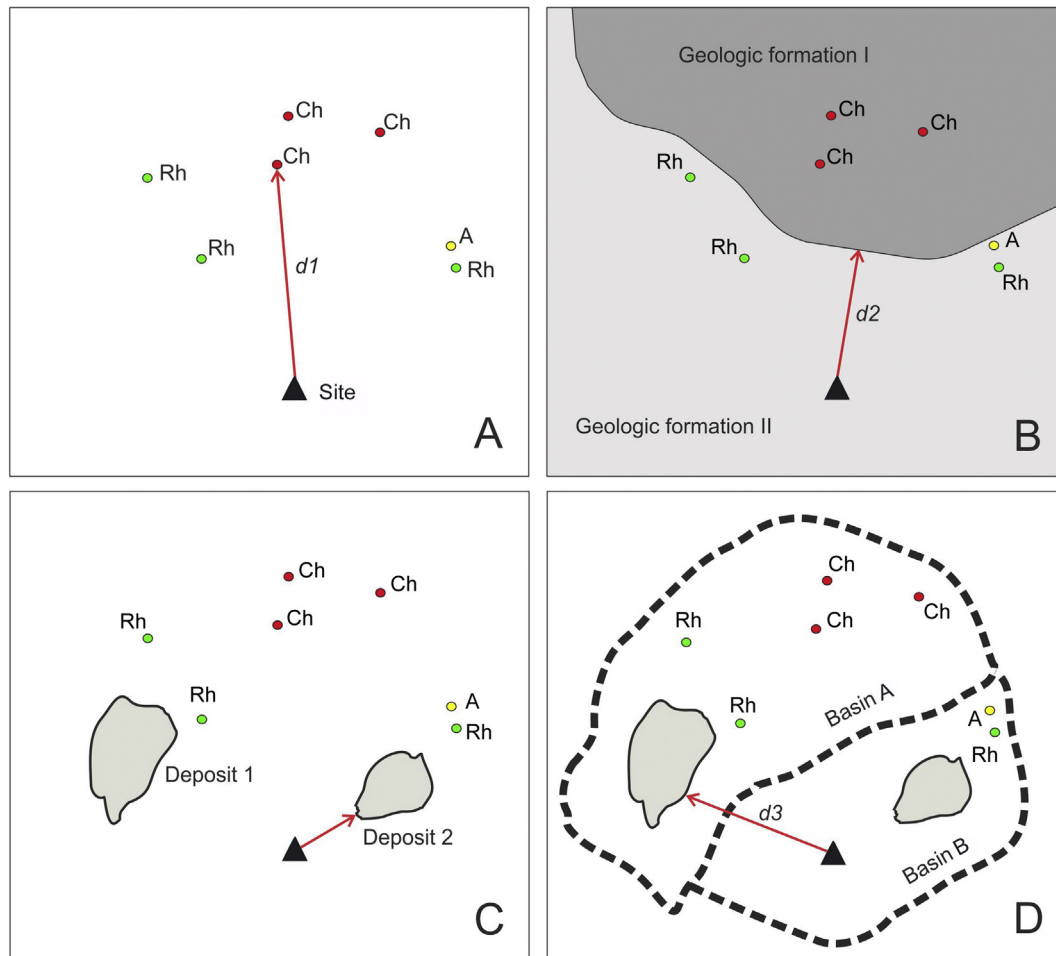 Ch
Ch
Ch
Rh
A
Rh
Rh
d1
Site
A
Geologic formation I
Ch
Ch
Ch
Rh
A
Rh
Rh
d2
Geologic formation II
B
Ch
Ch
Ch
Rh
Rh
A
Rh
Deposit 1
Deposit 2
C
Ch
Ch
Ch
Rh
Rh
Basin A
A
Rh
d3
Basin B
D